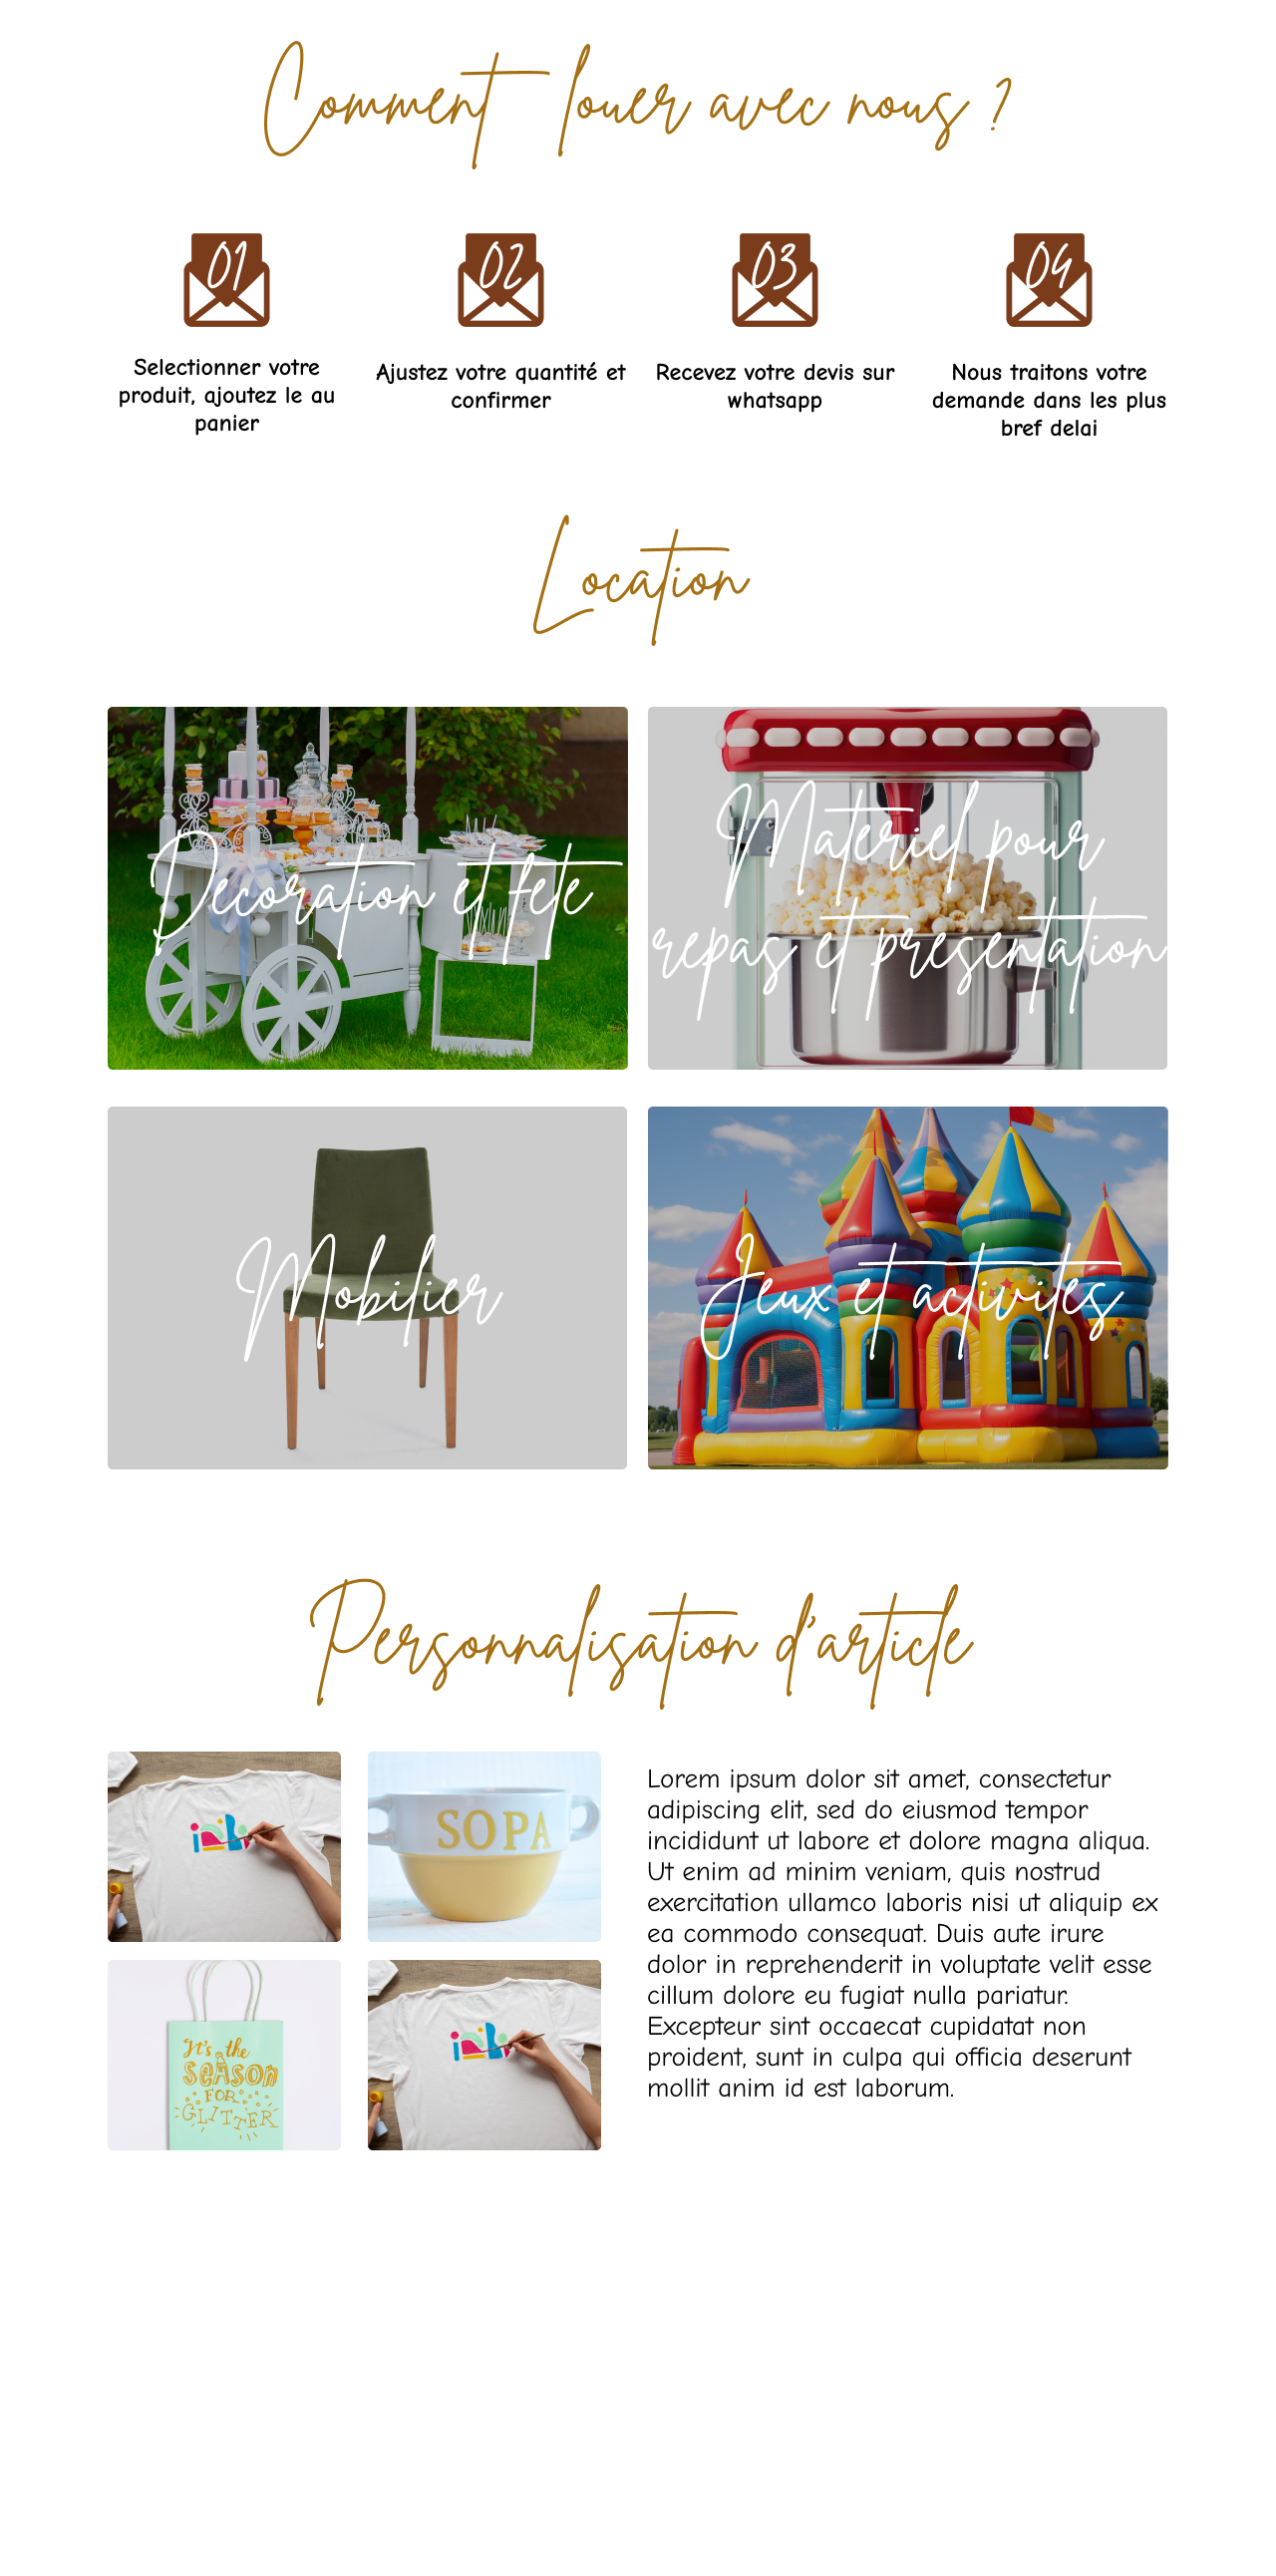 Comment louer avec nous ?
01
02
03
04
Selectionner votre
produit, ajoutez le au
panier
Ajustez votre quantité et
confirmer
Recevez votre devis sur
whatsapp
Nous traitons votre
demande dans les plus
bref delai
Location
Decoration et fete
Materiel pour
repas et presentation
Mobilier
Jeux et activites
Personnalisation d'article
SOPA
It's the
SEASON
FOR
GLITTER
Lorem ipsum dolor sit amet, consectetur
adipiscing elit, sed do eiusmod tempor
incididunt ut labore et dolore magna aliqua.
Ut enim ad minim veniam, quis nostrud
exercitation ullamco laboris nisi ut aliquip ex
ea commodo consequat. Duis aute irure
dolor in reprehenderit in voluptate velit esse
cillum dolore eu fugiat nulla pariatur.
Excepteur sint occaecat cupidatat non
proident, sunt in culpa qui officia deserunt
mollit anim id est laborum.